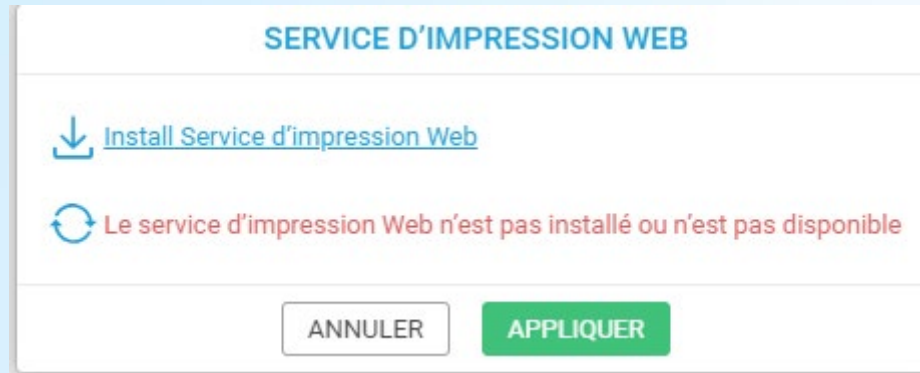 SERVICE D'IMPRESSION WEB
Install Service d'impression Web
Le service d'impression Web n'est pas installé ou n'est pas disponible
ANNULER
APPLIQUER